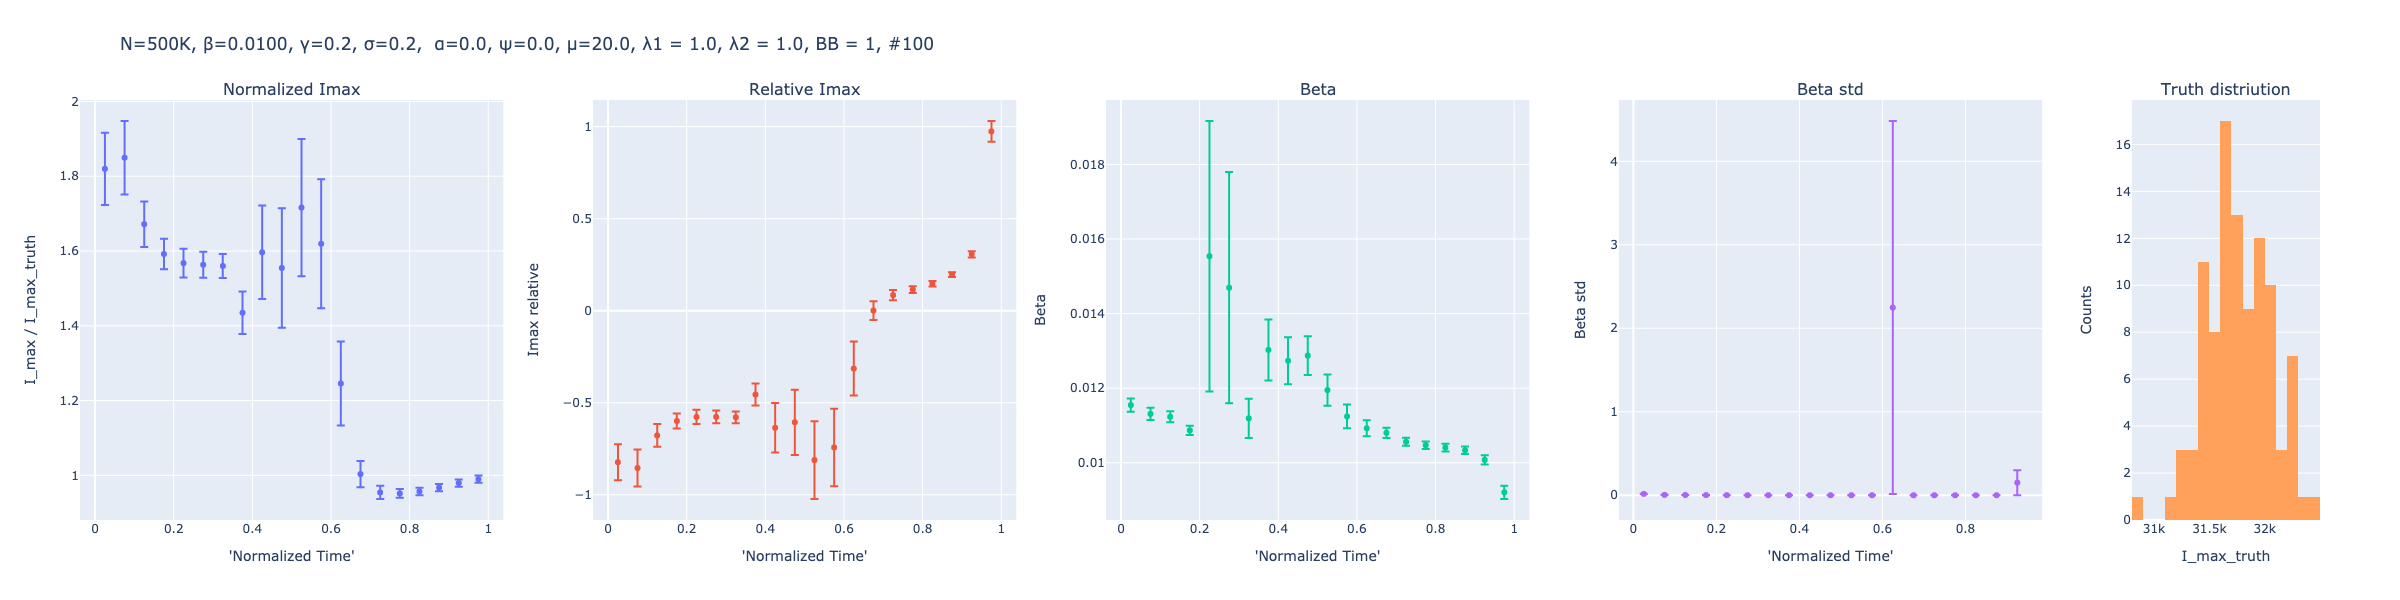 N=500K, β=0.0100, γ=0.2, σ=0.2,  α=0.0, ψ=0.0, μ=20.0, λ1 = 1.0, λ2 = 1.0, BB = 1, #100
Normalized Imax
I_max / I_max_truth
2
1.8
1.6
1.4
1.2
1
0 0.2 0.4 0.6 0.8 1
'Normalized Time'
Relative Imax
Imax relative
1
0.5
0
−0.5
−1
0 0.2 0.4 0.6 0.8 1
'Normalized Time'
Beta
Beta
0.018
0.016
0.014
0.012
0.01
0 0.2 0.4 0.6 0.8 1
'Normalized Time'
Beta std
Beta std
4
3
2
1
0
0 0.2 0.4 0.6 0.8
'Normalized Time'
Truth distriution
Counts
16
14
12
10
8
6
4
2
0
31k 31.5k 32k
I_max_truth